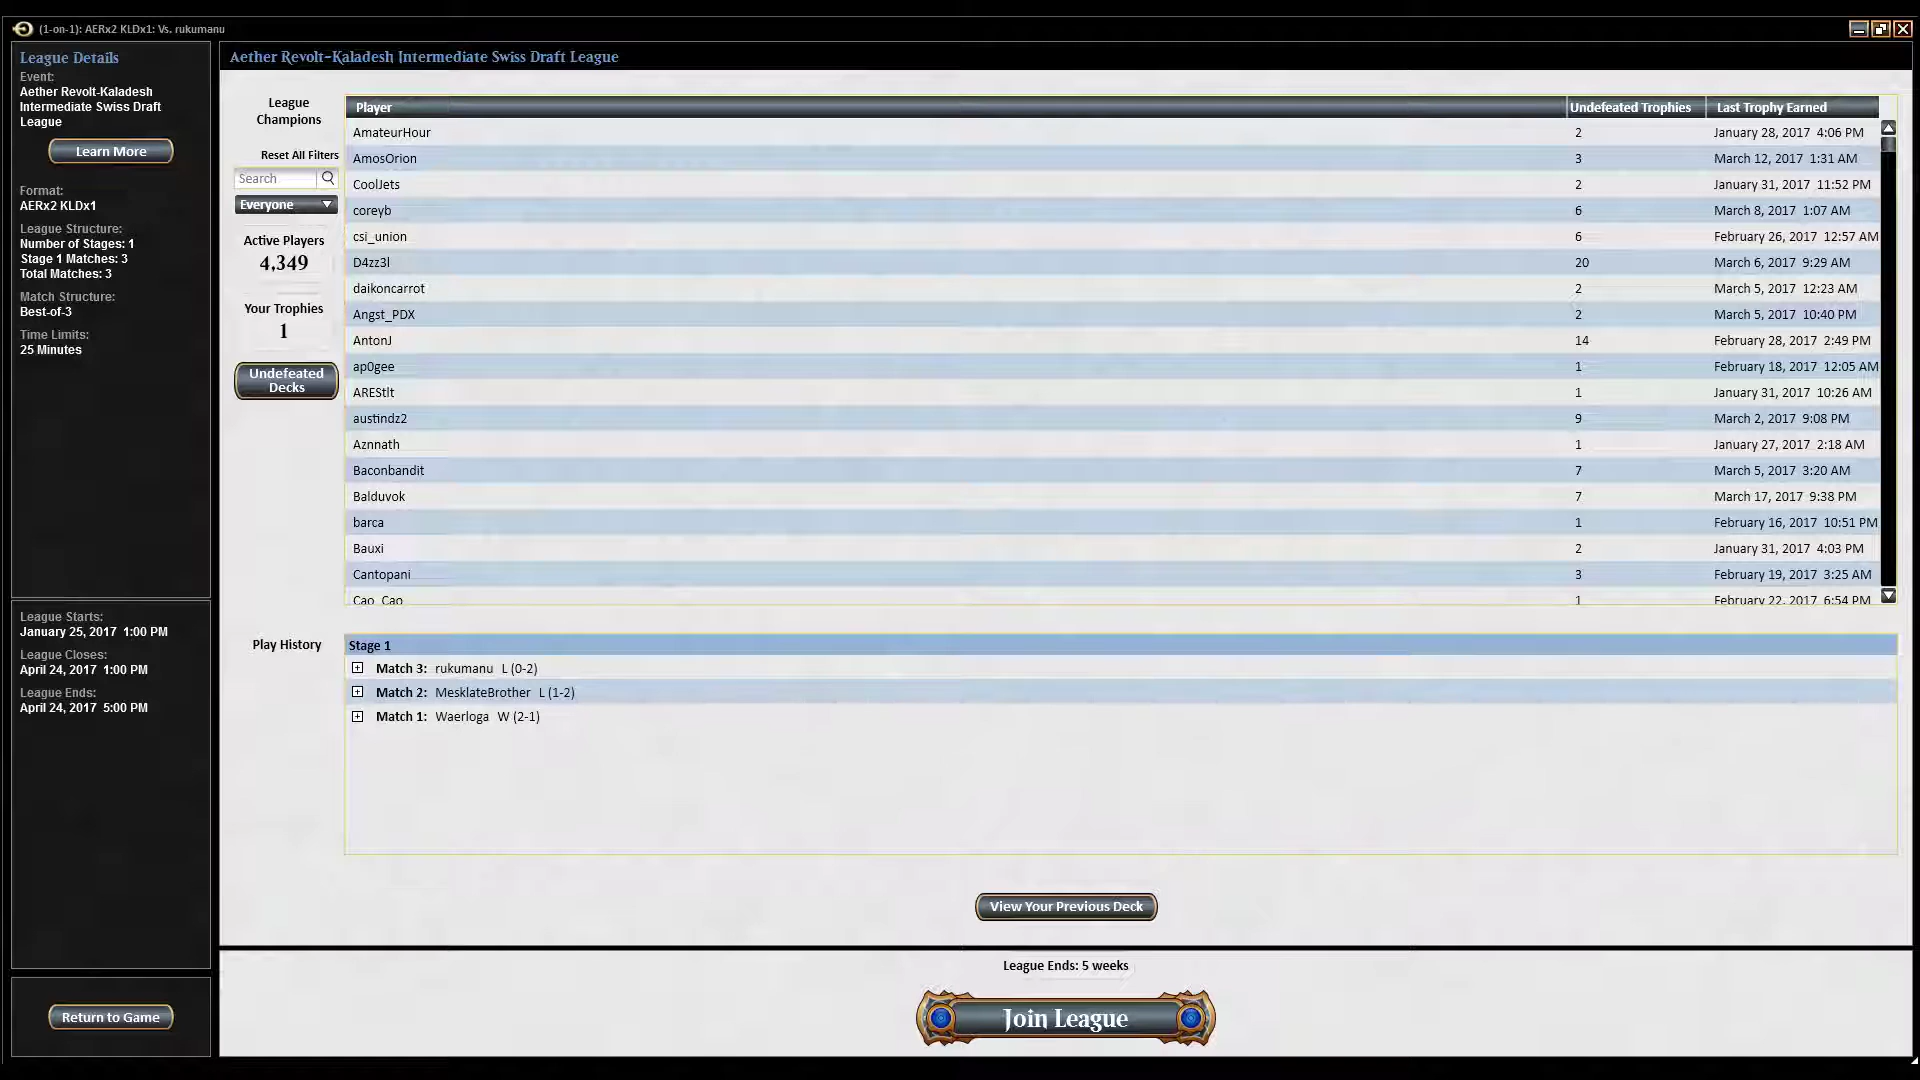 (1-on-1): AERx2 KLDx1: Vs. rukumanu
League Details
Event:
Aether Revolt-Kaladesh
Intermediate Swiss Draft
League
Learn More
Format:
AERx2 KLDx1
League Structure:
Number of Stages: 1
Stage 1 Matches: 3
Total Matches: 3
Match Structure:
Best-of-3
Time Limits:
25 Minutes
League Starts:
January 25, 2017 1:00 PM
League Closes:
April 24, 2017 1:00 PM
League Ends:
April 24, 2017 5:00 PM
Return to Game
Aether Revolt-Kaladesh Intermediate Swiss Draft League
League
Champions
Reset All Filters
Search
Everyone
Active Players
4,349
Your Trophies
1
Undefeated
Decks
Player Undefeated Trophies Last Trophy Earned
AmateurHour 2 January 28, 2017 4:06 PM
AmosOrion 3 March 12, 2017 1:31 AM
CoolJets 2 January 31, 2017 11:52 PM
coreyb 6 March 8, 2017 1:07 AM
csi_union 6 February 26, 2017 12:57 AM
D4zz3l 20 March 6, 2017 9:29 AM
daikoncarrot 2 March 5, 2017 12:23 AM
Angst_PDX 2 March 5, 2017 10:40 PM
AntonJ 14 February 28, 2017 2:49 PM
ap0gee 1 February 18, 2017 12:05 AM
AREStlt 1 January 31, 2017 10:26 AM
austindz2 9 March 2, 2017 9:08 PM
Aznnath 1 January 27, 2017 2:18 AM
Baconbandit 7 March 5, 2017 3:20 AM
Balduvok 7 March 17, 2017 9:38 PM
barca 1 February 16, 2017 10:51 PM
Bauxi 2 January 31, 2017 4:03 PM
Cantopani 3 February 19, 2017 3:25 AM
Cao_Cao 1 February 22, 2017 6:54 PM
Play History
Stage 1
Match 3: rukumanu L (0-2)
Match 2: MesklateBrother L (1-2)
Match 1: Waerloga W (2-1)
View Your Previous Deck
League Ends: 5 weeks
Join League